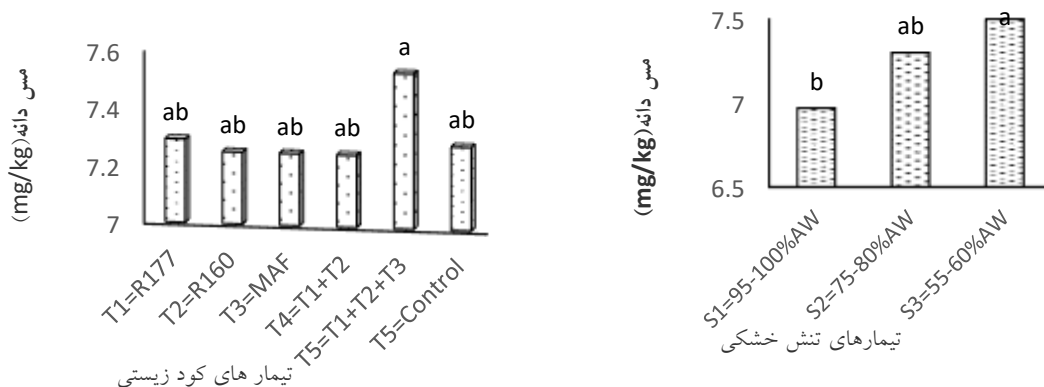 مس دانه(mg/kg)
7.6
7.4
7.2
7
ab
ab
ab
ab
a
ab
T1=R177
T2=R160
T3=MAF
T4=T1+T2
T5=T1+T2+T3
T5=Control
تیمار های کود زیستی
مس دانه(mg/kg)
7.5
7
6.5
b
ab
a
S1=95-100%AW
S2=75-80%AW
S3=55-60%AW
تیمارهای تنش خشکی